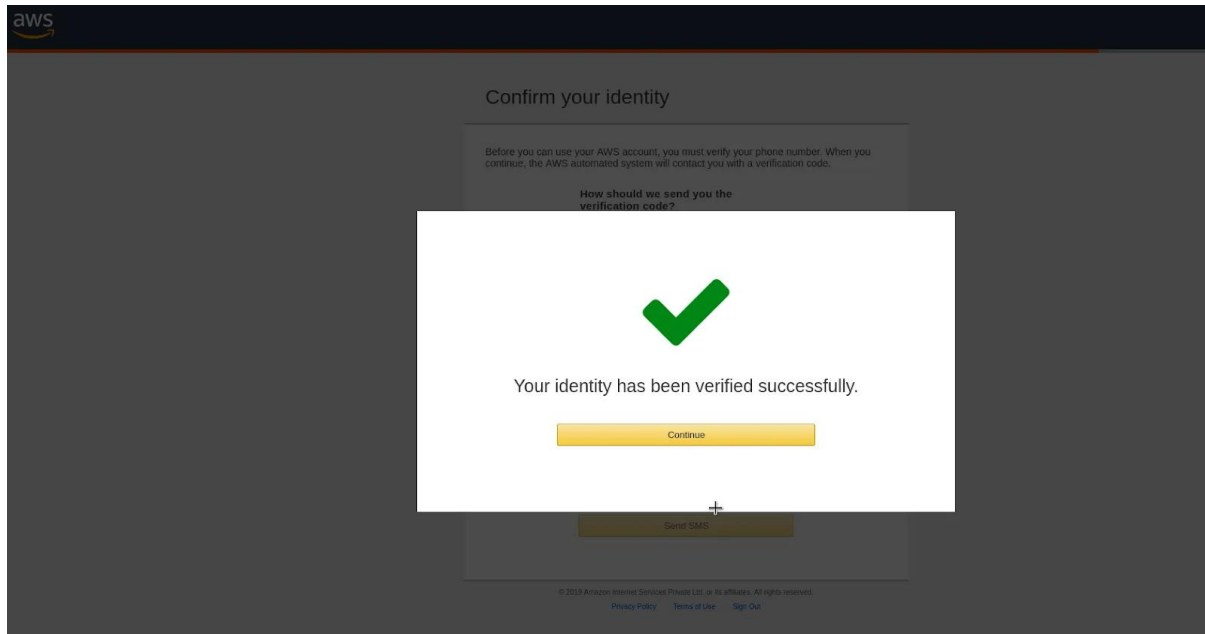 aws
Confirm your identity
Before you can use your AWS account, you must verify your phone number. When you
continue, the AWS automated system will contact you with a verification code.
How should we send you the
verification code?
Your identity has been verified successfully.
Continue
Send SMS
© 2019 Amazon Internet Services Private Ltd. or its affiliates. All rights reserved.
Privacy Policy Terms of Use Sign Out